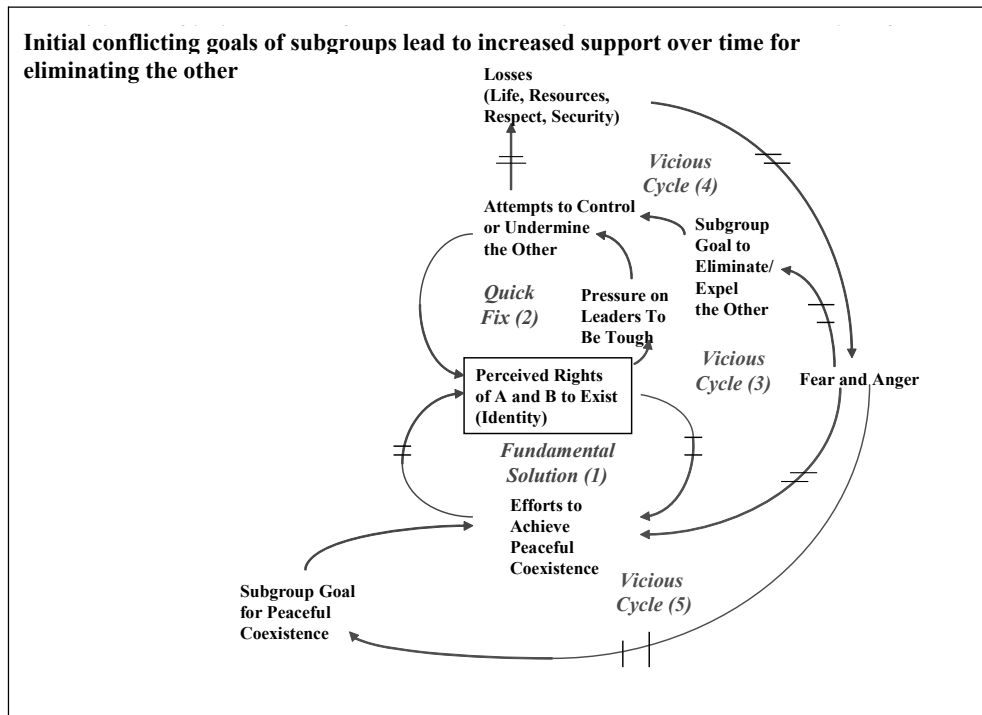 Initial conflicting goals of subgroups lead to increased support over time for
eliminating the other
Losses
(Life, Resources,
Respect, Security)
Vicious
Cycle (4)
Attempts to Control
or Undermine
the Other
Subgroup
Goal to
Eliminate/
Expel
the Other
Quick
Fix (2)
Pressure on
Leaders To
Be Tough
Vicious
Cycle (3)
Fear and Anger
Perceived Rights
of A and B to Exist
(Identity)
Fundamental
Solution (1)
Efforts to
Achieve
Peaceful
Coexistence
Vicious
Cycle (5)
Subgroup Goal
for Peaceful
Coexistence